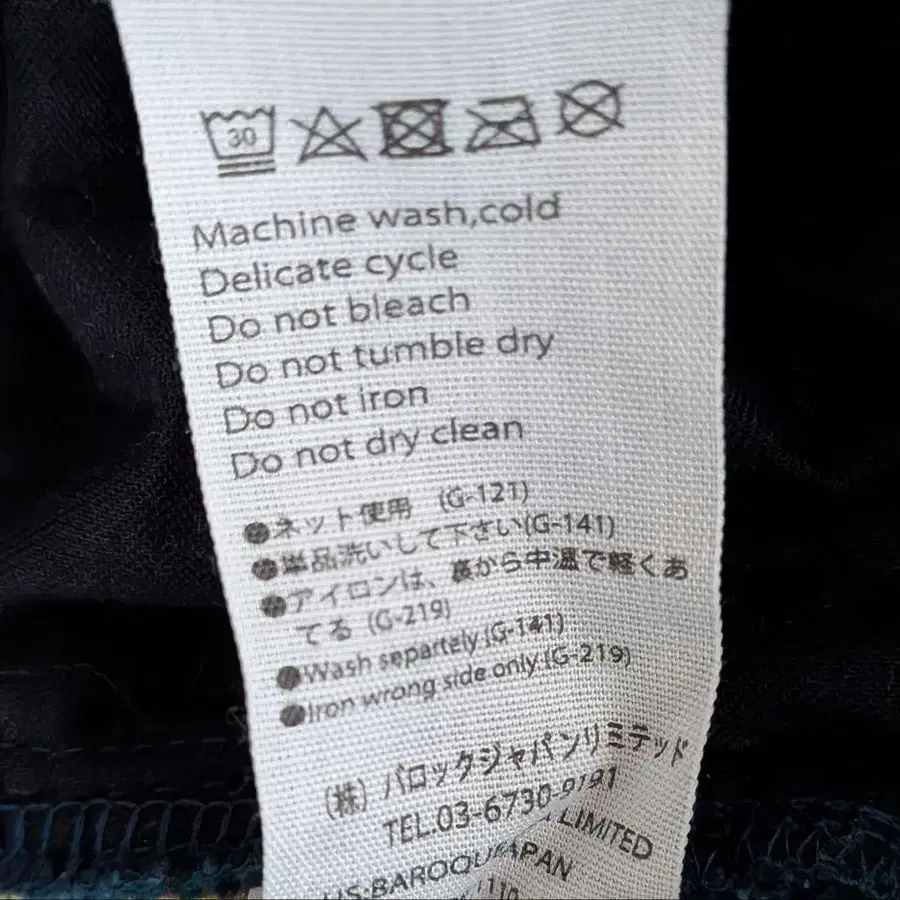 30
Machine wash,cold
Delicate cycle
Do not bleach
Do not tumble dry
Do not iron
Do not dry clean
●ネット使用 (G-121)
●単品洗いして下さい(G-141)
●アイロンは、裏から中温で軽くあ
てる (G-219)
●Wash separtely (G-141)
●Iron wrong side only (G-219)
(株) バロックジャパンリミテッド
TEL.03-6730-9191
LIMITED
JAPAN